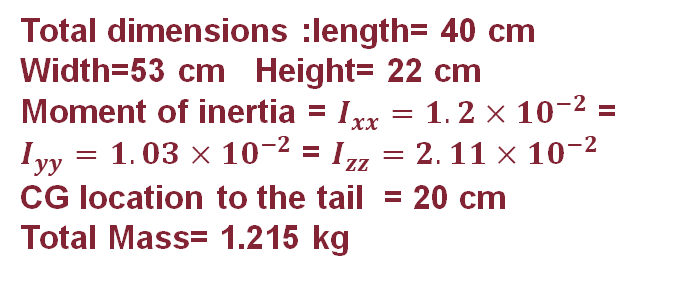 Total dimensions :length= 40 cm
Width=53 cm Height= 22 cm
Moment of inertia = Iₓₓ = 1.2 × 10⁻² =
I_yy = 1.03 × 10⁻² = I_zz = 2.11 × 10⁻²
CG location to the tail = 20 cm
Total Mass= 1.215 kg